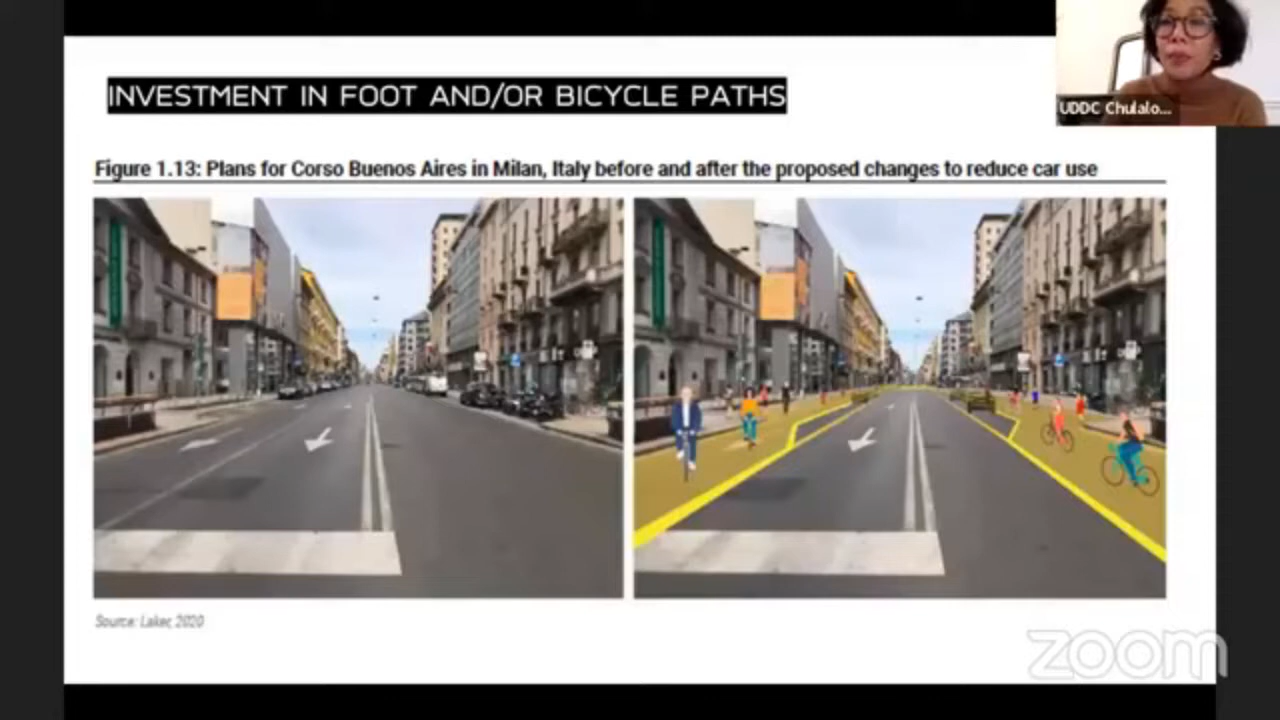 INVESTMENT IN FOOT AND/OR BICYCLE PATHS
UDDC Chulalo...
Figure 1.13: Plans for Corso Buenos Aires in Milan, Italy before and after the proposed changes to reduce car use
Source: Laker, 2020
zoom